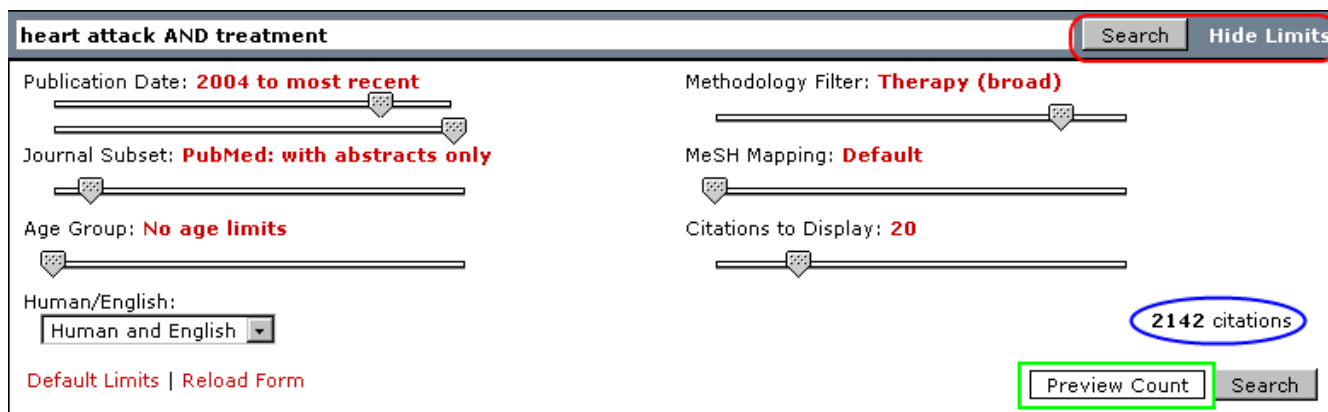 heart attack AND treatment Search Hide Limits
Publication Date: 2004 to most recent Methodology Filter: Therapy (broad)
Journal Subset: PubMed: with abstracts only MeSH Mapping: Default
Age Group: No age limits Citations to Display: 20
Human/English:
Human and English 2142 citations
Default Limits | Reload Form Preview Count Search